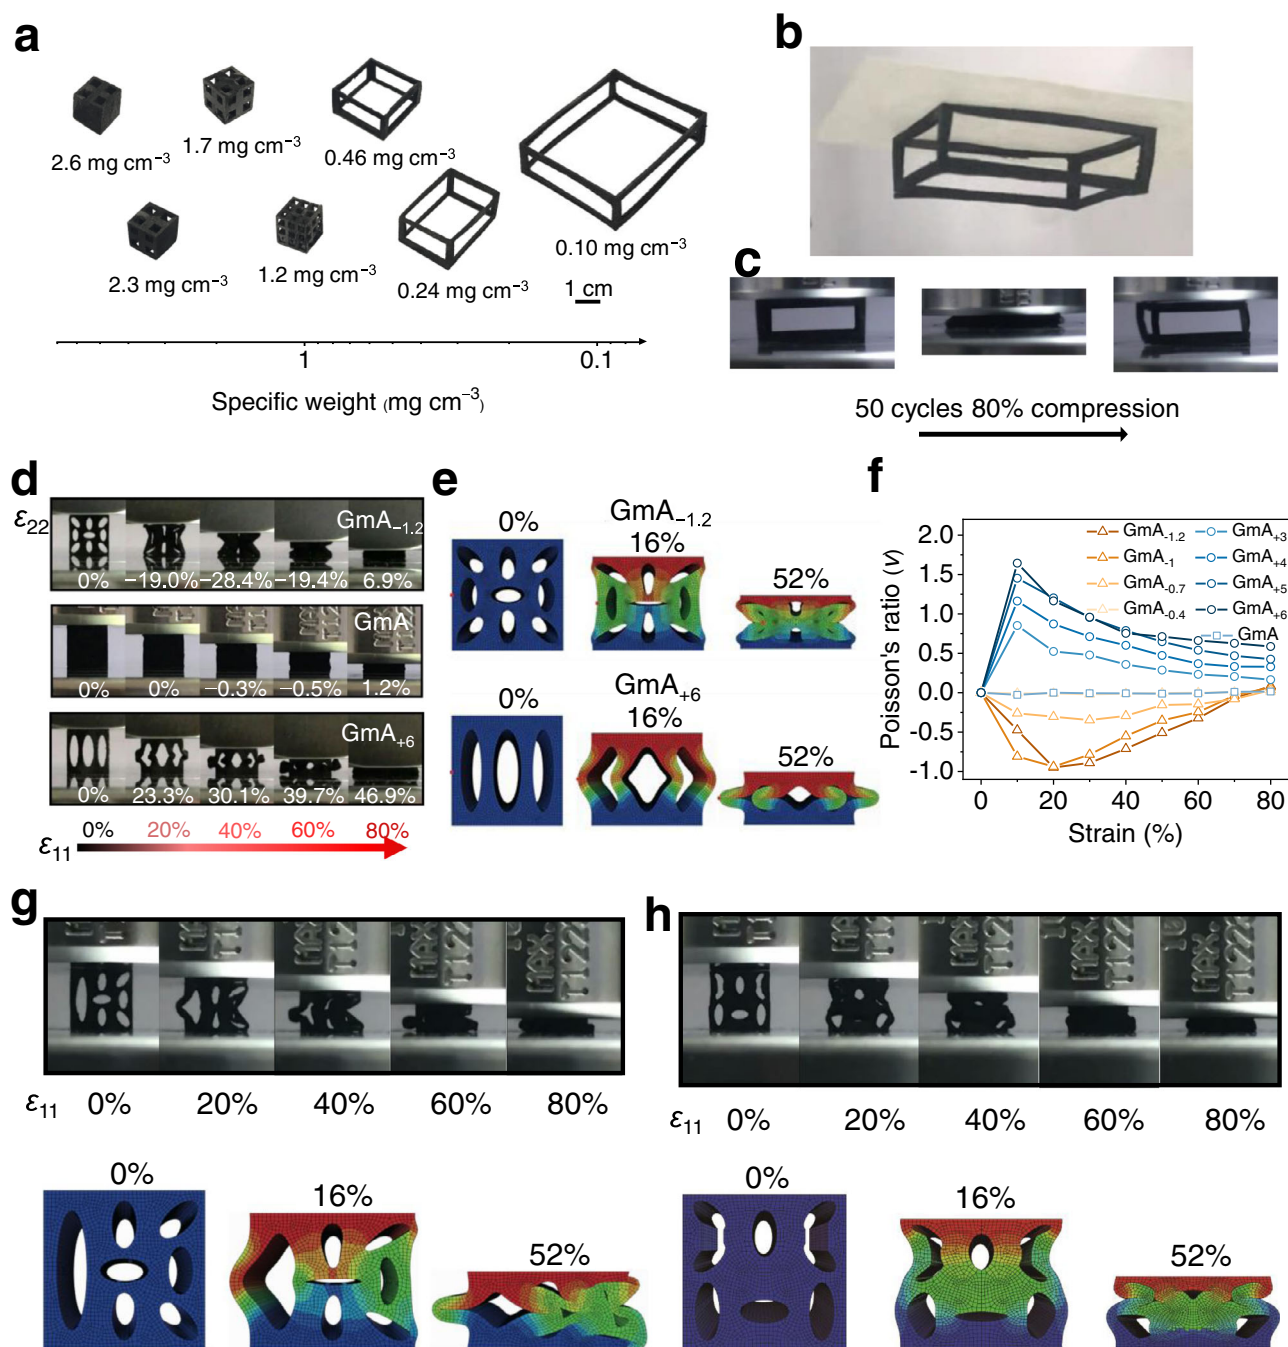 a
2.6 mg cm⁻³
1.7 mg cm⁻³
0.46 mg cm⁻³
2.3 mg cm⁻³
1.2 mg cm⁻³
0.24 mg cm⁻³
0.10 mg cm⁻³
1 cm
1
0.1
Specific weight (mg cm⁻³)
b
c
50 cycles 80% compression
d
ε₂₂
GmA₋₁.₂
0% −19.0% −28.4% −19.4% 6.9%
GmA
0% 0% −0.3% −0.5% 1.2%
GmA₊₆
0% 23.3% 30.1% 39.7% 46.9%
0% 20% 40% 60% 80%
ε₁₁
e
GmA₋₁.₂
0% 16% 52%
GmA₊₆
0% 16% 52%
f
Poisson's ratio (v)
2.0
1.5
1.0
0.5
0.0
-0.5
-1.0
GmA₋₁.₂ GmA₊₃
GmA₋₁ GmA₊₄
GmA₋₀.₇ GmA₊₅
GmA₋₀.₄ GmA₊₆
GmA
0 20 40 60 80
Strain (%)
g
ε₁₁ 0% 20% 40% 60% 80%
0% 16% 52%
h
MAX.
ε₁₁ 0% 20% 40% 60% 80%
0% 16% 52%